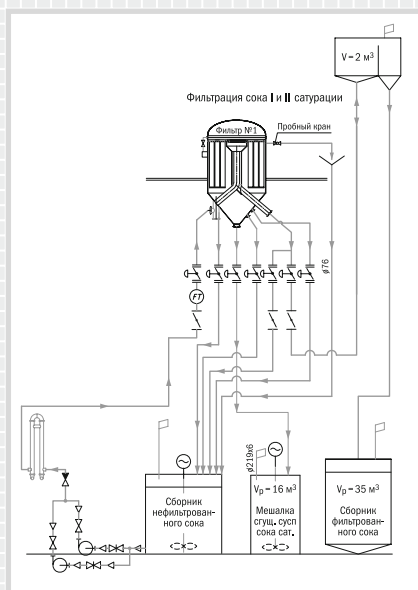 V = 2 м³
Фильтрация сока I и II сатурации
Фильтр №1
Пробный кран
FT
ø76
ø219x6
Сборник
нефильтрован-
ного сока
Vр = 16 м³
Мешалка
сгущ. сусп
сока сат.
Vр = 35 м³
Сборник
фильтрован-
ного сока